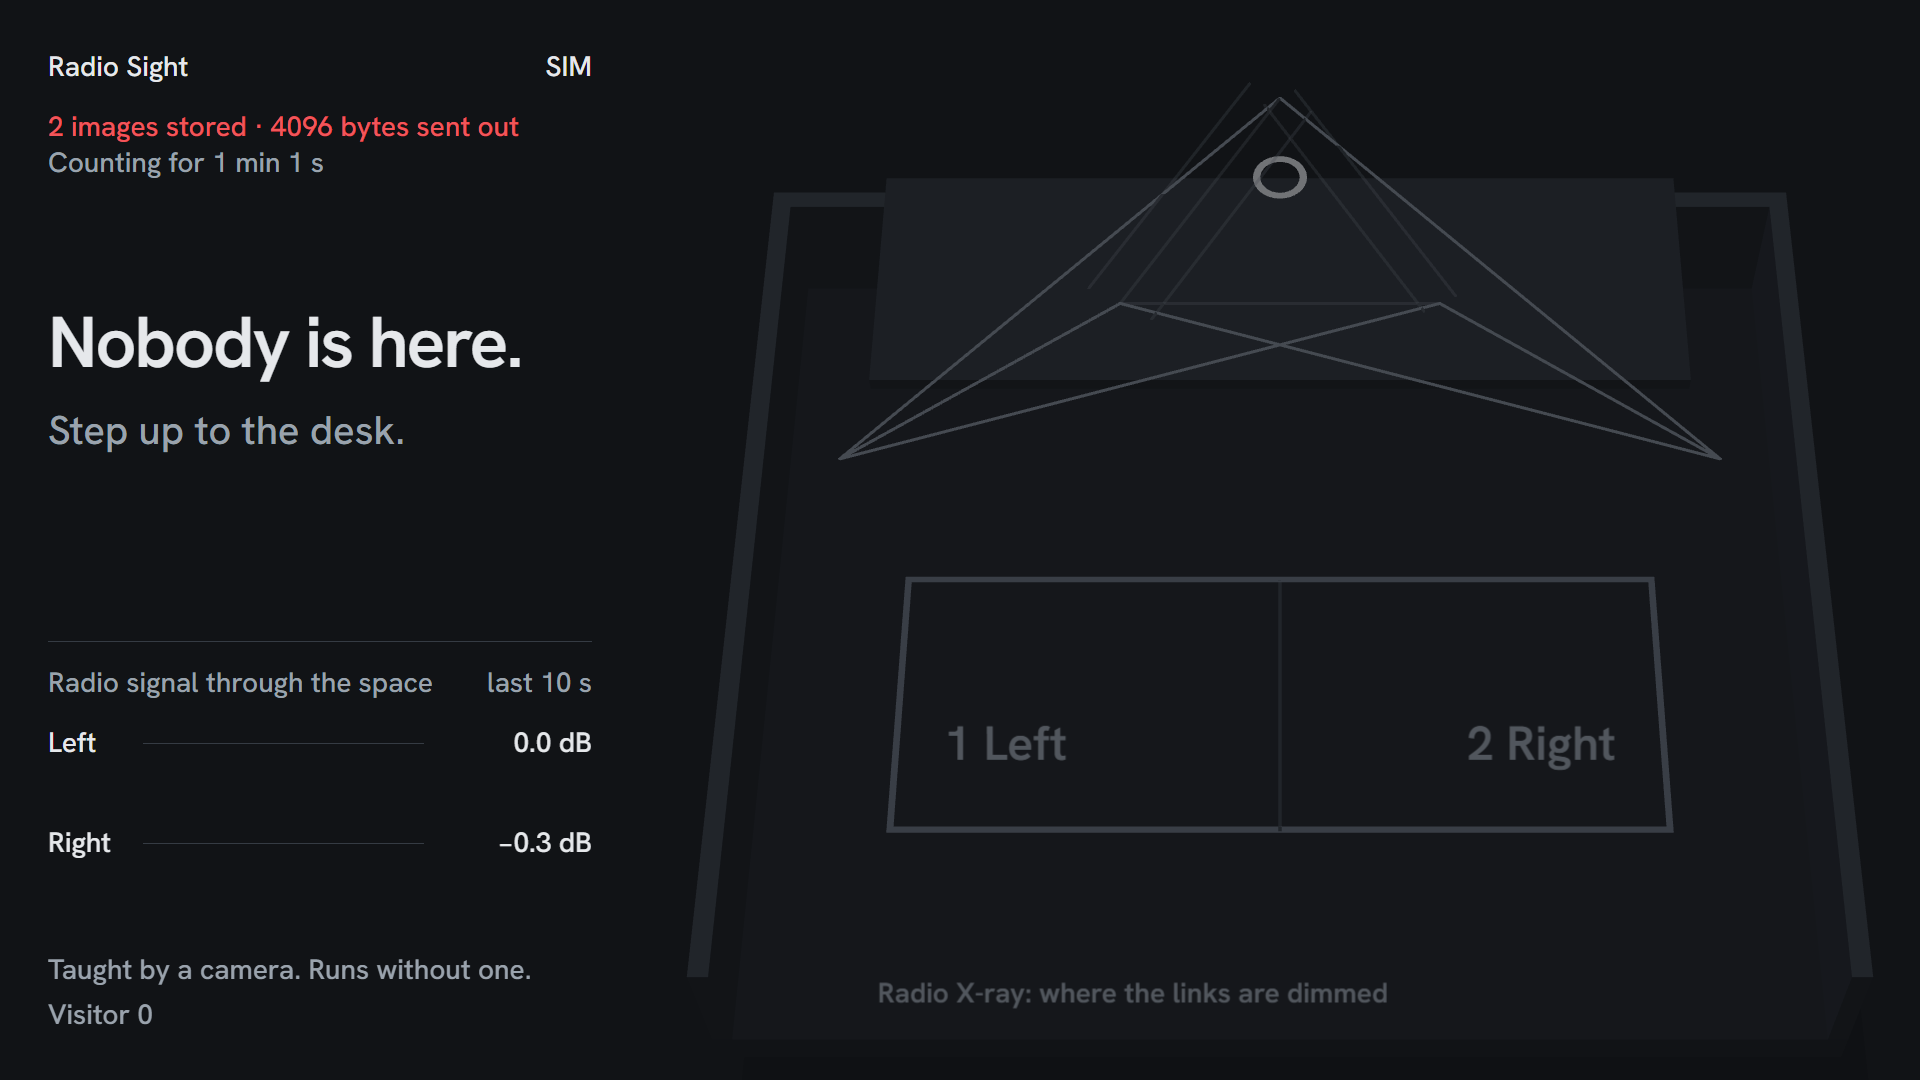 Radio Sight SIM
2 images stored · 4096 bytes sent out
Counting for 1 min 1 s
Nobody is here.
Step up to the desk.
Radio signal through the space last 10 s
Left 0.0 dB
Right −0.3 dB
Taught by a camera. Runs without one.
Visitor 0
1 Left 2 Right
Radio X-ray: where the links are dimmed